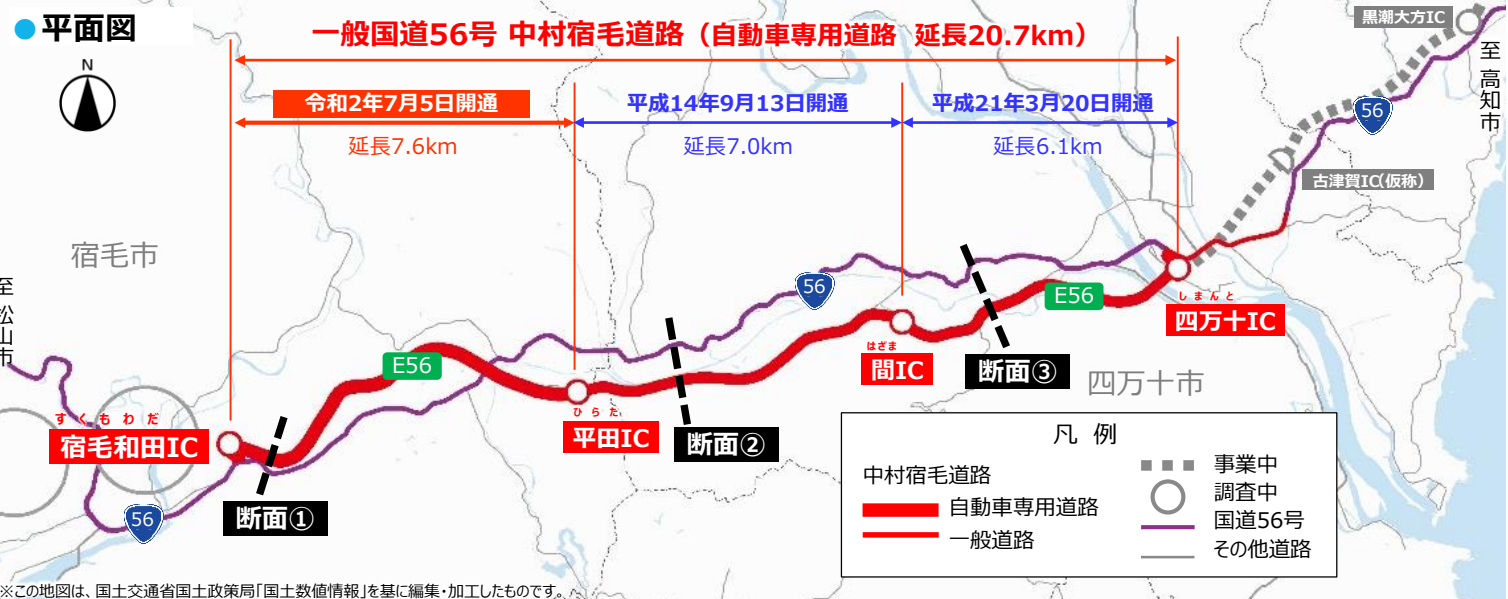 ●平面図
N
一般国道56号 中村宿毛道路（自動車専用道路 延長20.7km）
黒潮大方IC
至 高知市
令和2年7月5日開通
平成14年9月13日開通
平成21年3月20日開通
延長7.6km
延長7.0km
延長6.1km
56
古津賀IC(仮称)
宿毛市
至 松山市
56
E56
しまんと
四万十IC
E56
はざま
間IC
断面③
四万十市
ひらた
平田IC
断面②
すくもわだ
宿毛和田IC
断面①
56
凡 例
中村宿毛道路
自動車専用道路
一般道路
事業中
調査中
国道56号
その他道路
※この地図は、国土交通省国土政策局「国土数値情報」を基に編集・加工したものです。